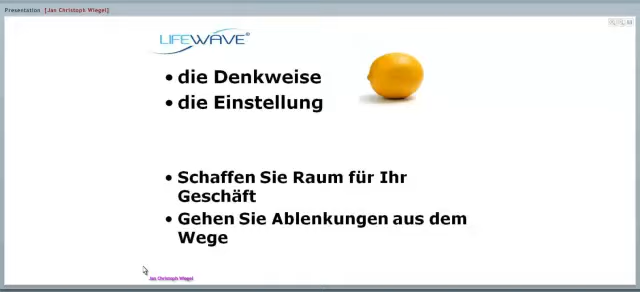 Presentation [Jan Christoph Wiegel]
LIFEWAVE®
• die Denkweise
• die Einstellung
• Schaffen Sie Raum für Ihr
Geschäft
• Gehen Sie Ablenkungen aus dem
Wege
Jan Christoph Wiegel